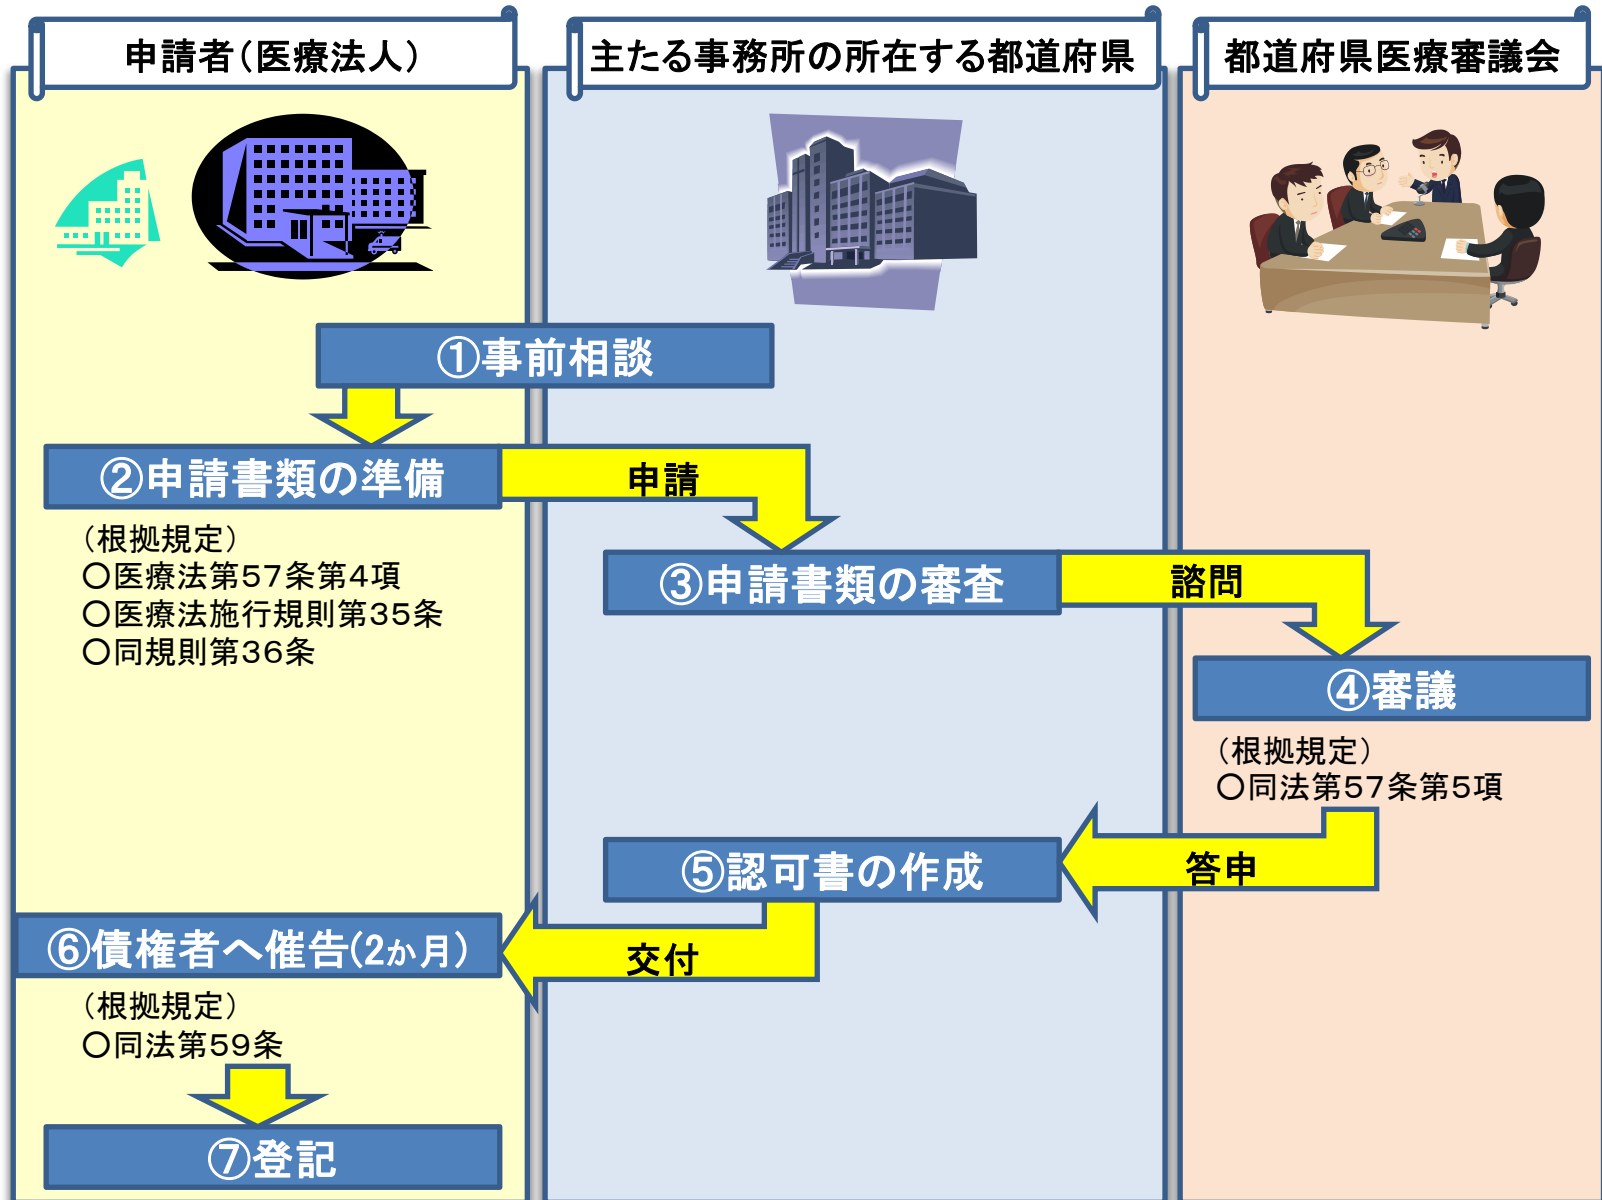 申請者（医療法人）
主たる事務所の所在する都道府県
都道府県医療審議会
①事前相談
②申請書類の準備
申請
（根拠規定）
○医療法第57条第4項
○医療法施行規則第35条
○同規則第36条
③申請書類の審査
諮問
④審議
（根拠規定）
○同法第57条第5項
答申
⑤認可書の作成
交付
⑥債権者へ催告(2か月)
（根拠規定）
○同法第59条
⑦登記